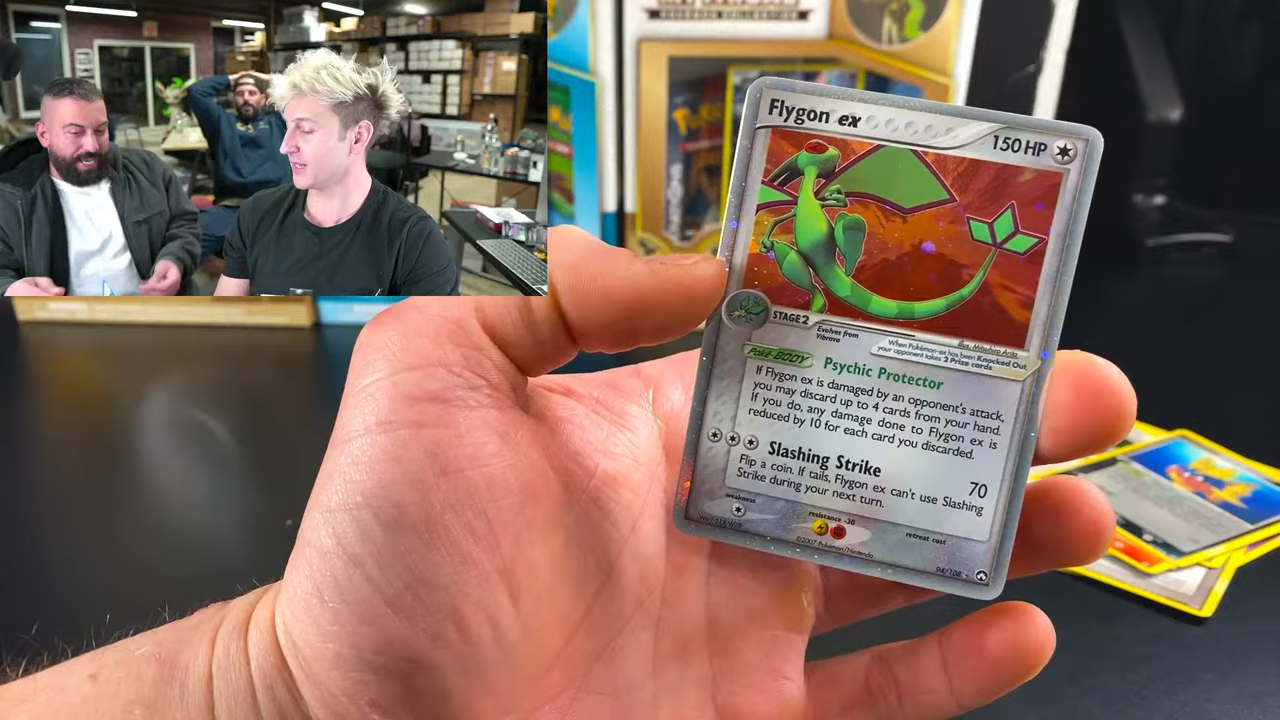 Flygon ex
150 HP
STAGE 2
Evolves from
Vibrava
Illus. Mitsuhiro Arita
When Pokémon-ex has been Knocked Out,
your opponent takes 2 Prize cards.
Poké-BODY Psychic Protector
If Flygon ex is damaged by an opponent's attack,
you may discard up to 4 cards from your hand.
If you do, any damage done to Flygon ex is
reduced by 10 for each card you discarded.
Slashing Strike 70
Flip a coin. If tails, Flygon ex can't use Slashing
Strike during your next turn.
weakness
resistance -30
retreat cost
©2007 Pokémon/Nintendo
94/108